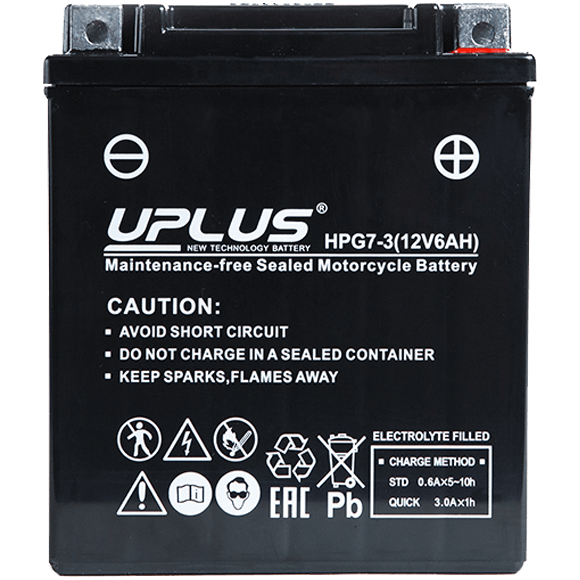 UPLUS®
NEW TECHNOLOGY BATTERY
HPG7-3(12V6AH)
Maintenance-free Sealed Motorcycle Battery
CAUTION:
▪ AVOID SHORT CIRCUIT
▪ DO NOT CHARGE IN A SEALED CONTAINER
▪ KEEP SPARKS,FLAMES AWAY
ELECTROLYTE FILLED
▪ CHARGE METHOD ▪
STD 0.6A×5~10h
QUICK 3.0A×1h
EAC Pb